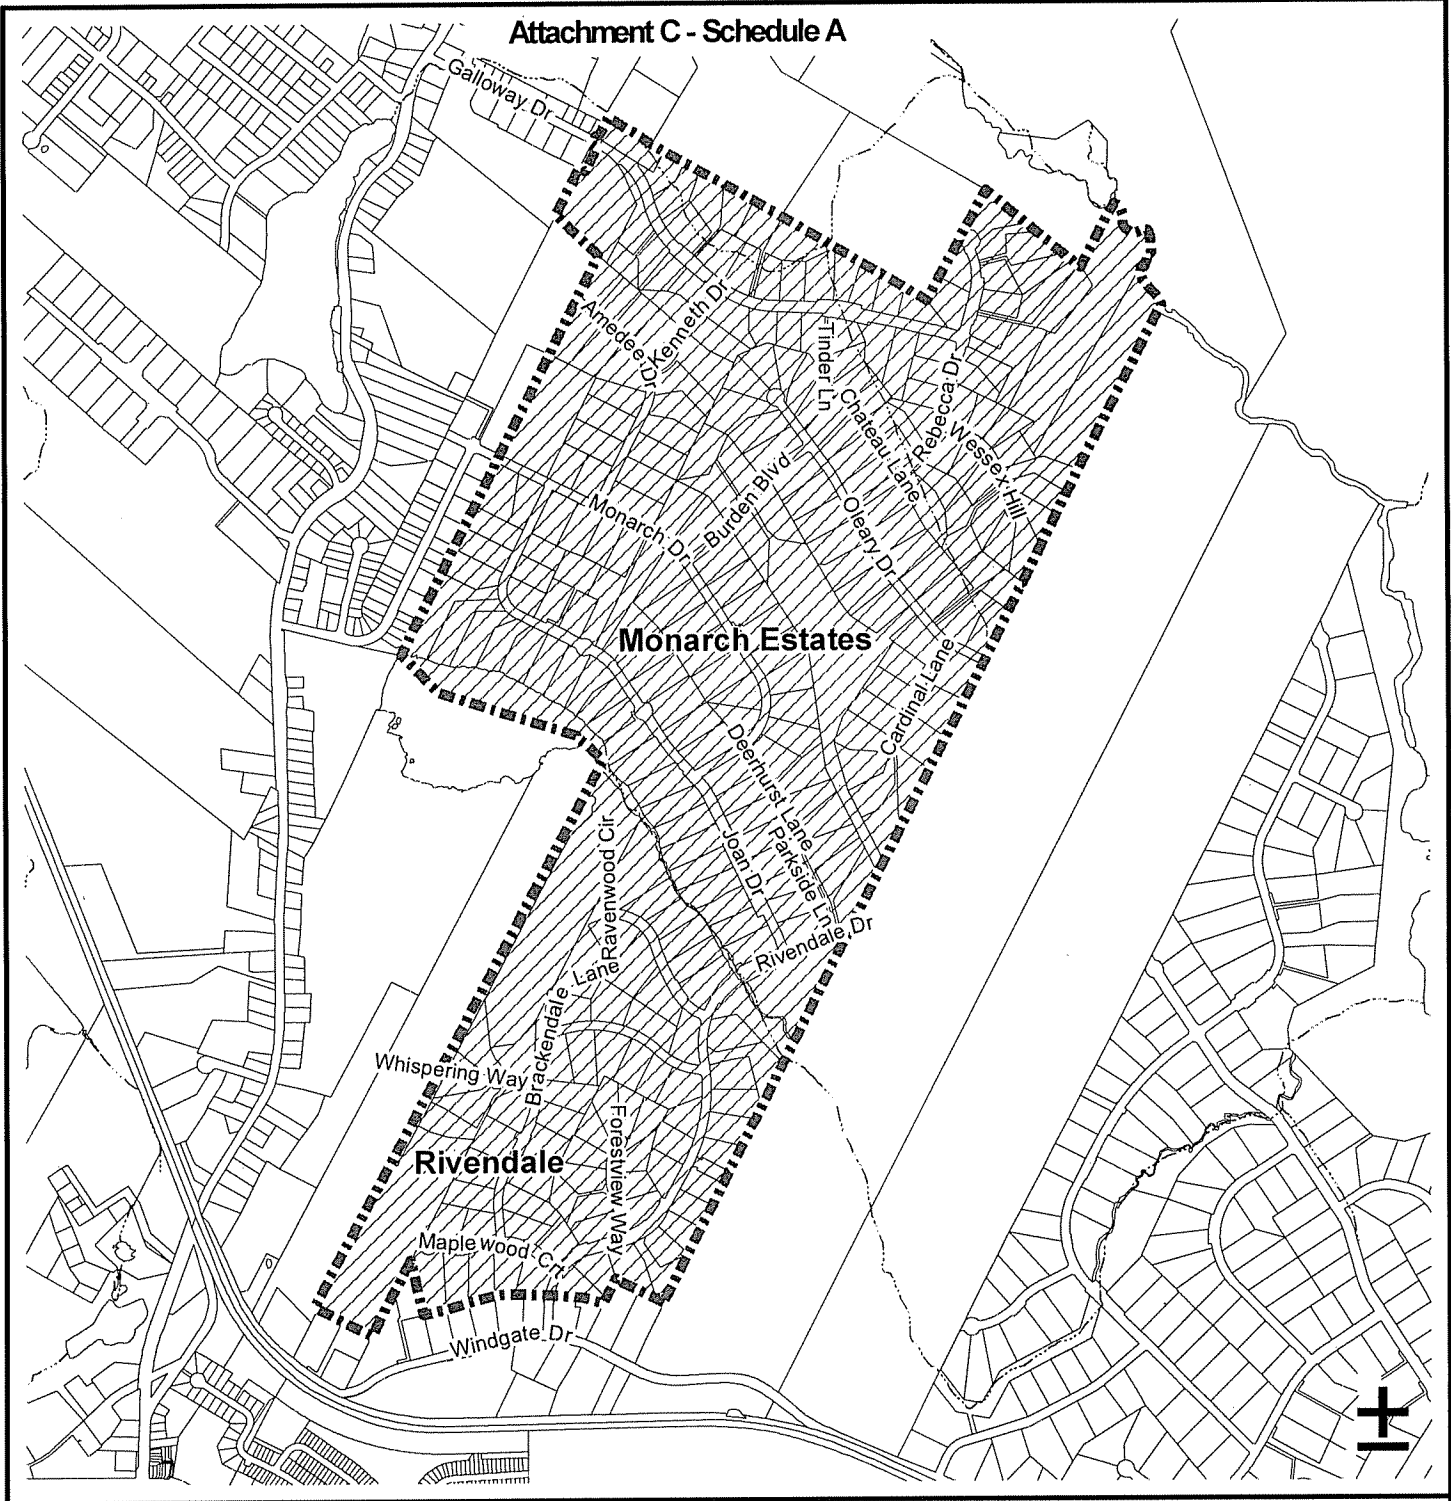 Attachment C - Schedule A
Galloway Dr
Amedee Dr
Kenneth Dr
Tinder Ln
Chateau Lane
Rebecca Dr
Wessex Hill
Monarch Dr
Burden Blvd
Oleary Dr
Monarch Estates
Cardinal Lane
Deerhurst Lane
Parkside Ln
Joan Dr
Ravenwood Cir
Rivendale Dr
Brackendale Lane
Whispering Way
Forestview Way
Rivendale
Maplewood Crt
Windgate Dr